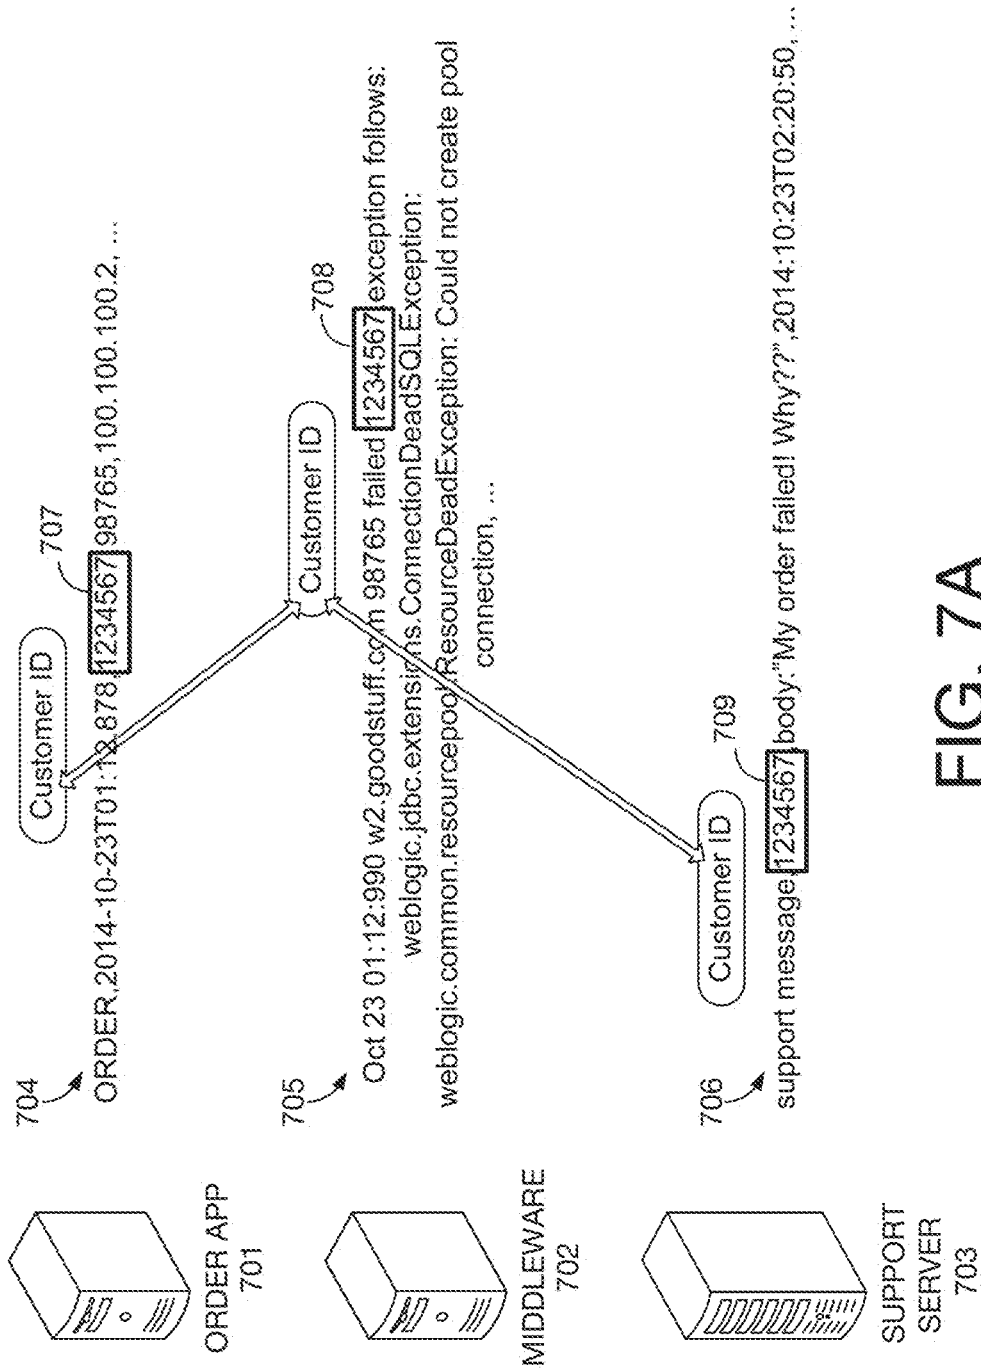 704
Customer ID
707
ORDER,2014-10-23T01:12.878,1234567,98765,100.100.100.2, ...
ORDER APP
701
705
Customer ID
708
Oct 23 01:12:990 w2.goodstuff.com 98765 failed 1234567 exception follows:
weblogic.jdbc.extensions.ConnectionDeadSQLException:
weblogic.common.resourcepool.ResourceDeadException: Could not create pool
connection, ...
MIDDLEWARE
702
706
Customer ID
709
support message,1234567,body:"My order failed! Why??",2014:10:23T02:20:50, ...
SUPPORT
SERVER
703
FIG. 7A